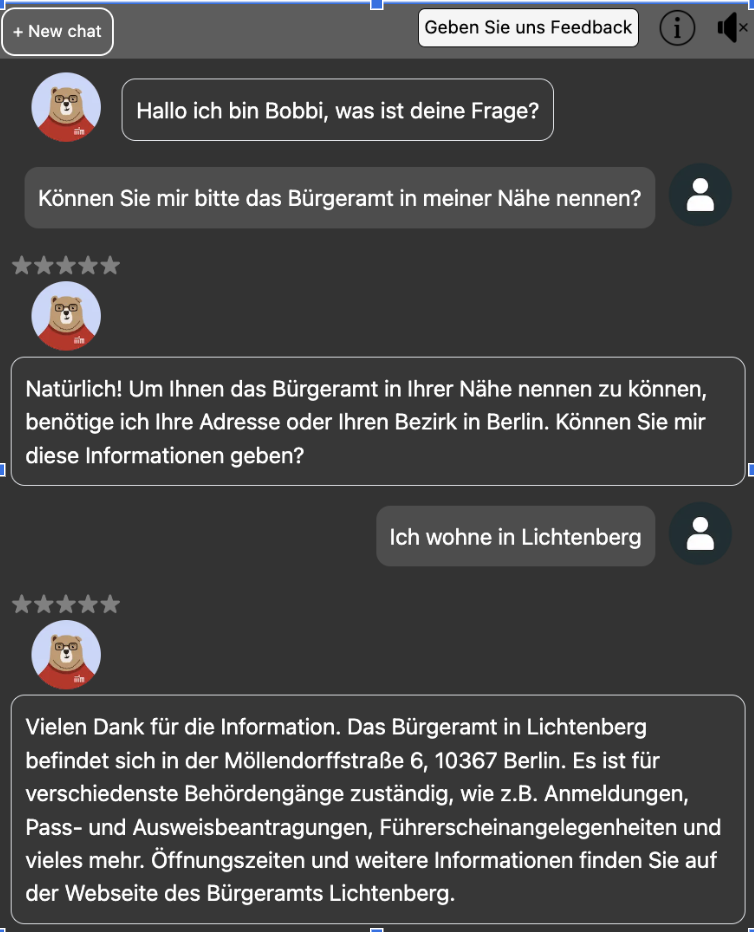 + New chat
Geben Sie uns Feedback
Hallo ich bin Bobbi, was ist deine Frage?
Können Sie mir bitte das Bürgeramt in meiner Nähe nennen?
Natürlich! Um Ihnen das Bürgeramt in Ihrer Nähe nennen zu können,
benötige ich Ihre Adresse oder Ihren Bezirk in Berlin. Können Sie mir
diese Informationen geben?
Ich wohne in Lichtenberg
Vielen Dank für die Information. Das Bürgeramt in Lichtenberg
befindet sich in der Möllendorffstraße 6, 10367 Berlin. Es ist für
verschiedenste Behördengänge zuständig, wie z.B. Anmeldungen,
Pass- und Ausweisbeantragungen, Führerscheinangelegenheiten und
vieles mehr. Öffnungszeiten und weitere Informationen finden Sie auf
der Webseite des Bürgeramts Lichtenberg.